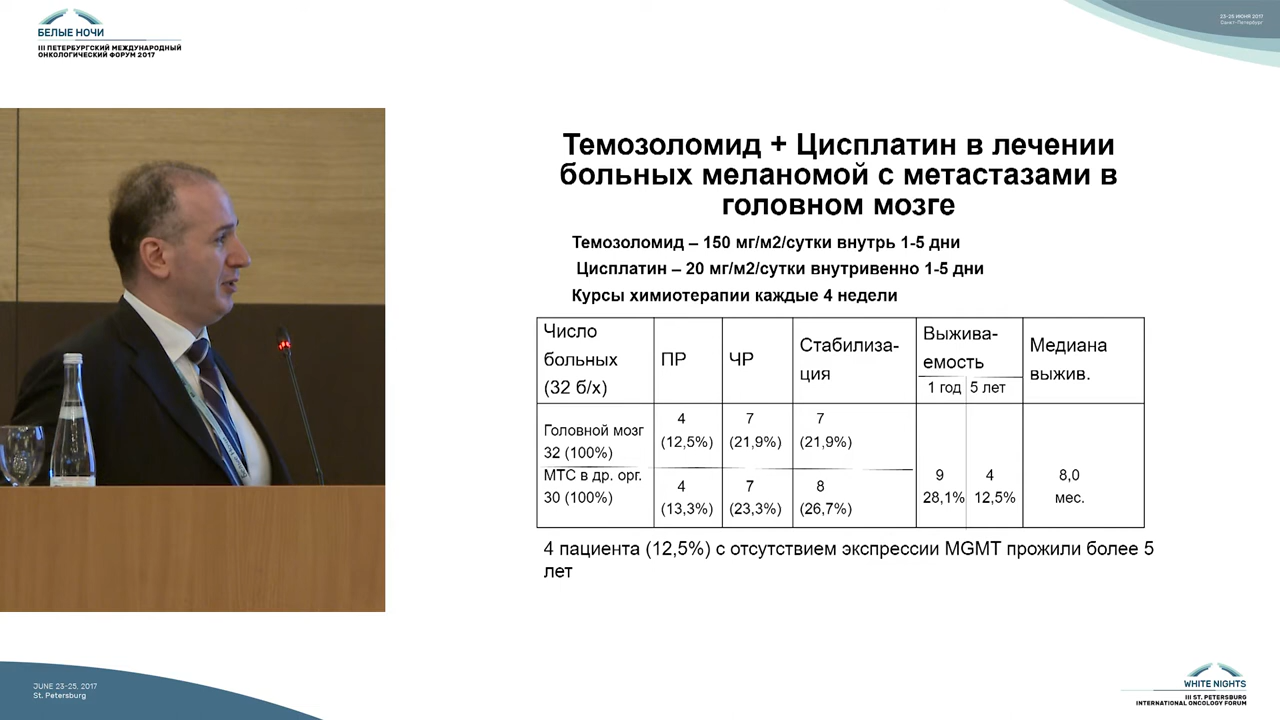 БЕЛЫЕ НОЧИ
III ПЕТЕРБУРГСКИЙ МЕЖДУНАРОДНЫЙ
ОНКОЛОГИЧЕСКИЙ ФОРУМ 2017
23-25 ИЮНЯ 2017
Санкт-Петербург
Темозоломид + Цисплатин в лечении
больных меланомой с метастазами в
головном мозге
Темозоломид – 150 мг/м2/сутки внутрь 1-5 дни
Цисплатин – 20 мг/м2/сутки внутривенно 1-5 дни
Курсы химиотерапии каждые 4 недели
Число
больных
(32 б/х)
ПР
ЧР
Стабилиза-
ция
Выжива-
емость
1 год
5 лет
Медиана
выжив.
Головной мозг
32 (100%)
4
(12,5%)
7
(21,9%)
7
(21,9%)
МТС в др. орг.
30 (100%)
4
(13,3%)
7
(23,3%)
8
(26,7%)
9
28,1%
4
12,5%
8,0
мес.
4 пациента (12,5%) с отсутствием экспрессии MGMT прожили более 5
лет
JUNE 23-25, 2017
St. Petersburg
WHITE NIGHTS
III ST. PETERSBURG
INTERNATIONAL ONCOLOGY FORUM